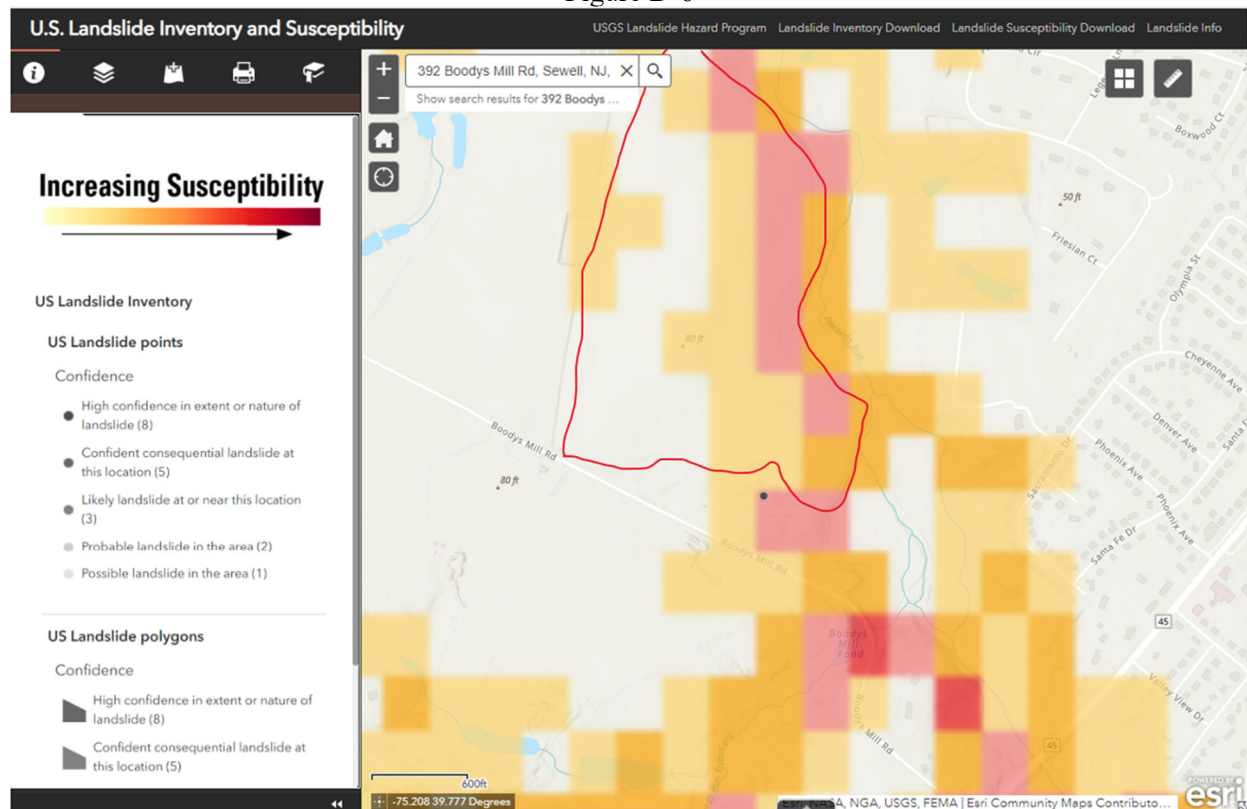 U.S. Landslide Inventory and Susceptibility
USGS Landslide Hazard Program Landslide Inventory Download Landslide Susceptibility Download Landslide Info
392 Boodys Mill Rd, Sewell, NJ,
Show search results for 392 Boodys ...
Increasing Susceptibility
US Landslide Inventory
US Landslide points
Confidence
High confidence in extent or nature of
landslide (8)
Confident consequential landslide at
this location (5)
Likely landslide at or near this location
(3)
Probable landslide in the area (2)
Possible landslide in the area (1)
US Landslide polygons
Confidence
High confidence in extent or nature of
landslide (8)
Confident consequential landslide at
this location (5)
Boxwood Ct
50 ft
Friesian Ct
Olympia St
80 ft
Cheyenne Ave
Boodys Mill Rd
Denver Ave
Santa Fe
80 ft
Phoenix Ave
Sacramento Dr
Phoenix Ave
Santa Fe Dr
Boodys Mill Rd
45
Boodys
Mill
Pond
Valley View Dr
Boodys Mill Rd
45
600ft
-75.208 39.777 Degrees
Esri, NASA, NGA, USGS, FEMA | Esri Community Maps Contributo...
POWERED BY
esri